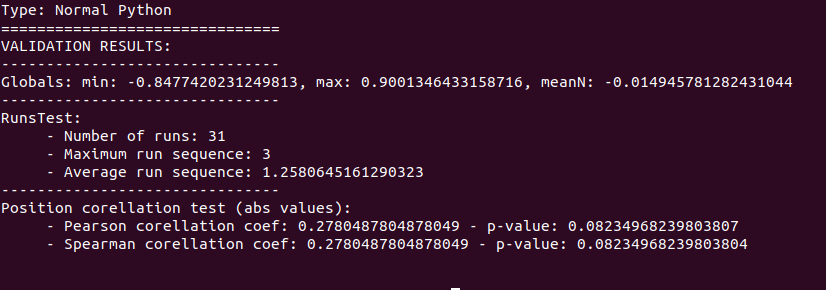 Type: Normal Python
===============================
VALIDATION RESULTS:
-------------------------------
Globals: min: -0.8477420231249813, max: 0.9001346433158716, meanN: -0.014945781282431044
-------------------------------
RunsTest:
- Number of runs: 31
- Maximum run sequence: 3
- Average run sequence: 1.2580645161290323
-------------------------------
Position corellation test (abs values):
- Pearson corellation coef: 0.2780487804878049 - p-value: 0.08234968239803807
- Spearman corellation coef: 0.2780487804878049 - p-value: 0.08234968239803804